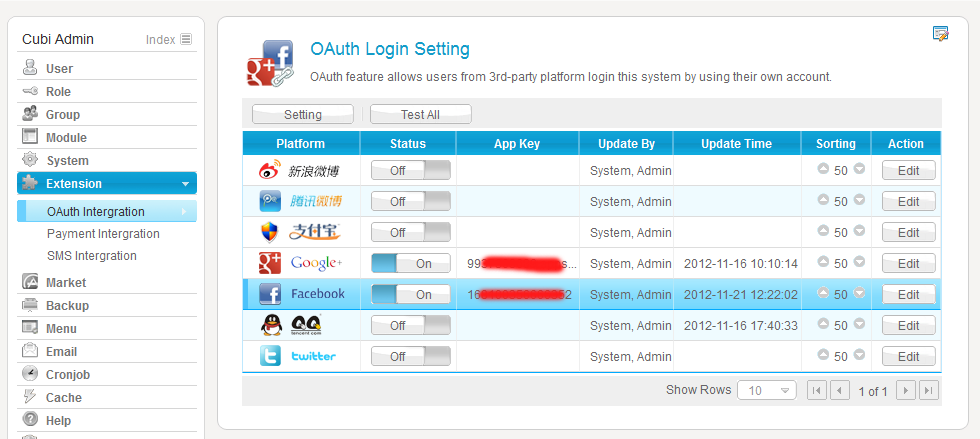 Cubi Admin
Index
User
Role
Group
Module
System
Extension
OAuth Intergration
Payment Intergration
SMS Intergration
Market
Backup
Menu
Email
Cronjob
Cache
Help
OAuth Login Setting
OAuth feature allows users from 3rd-party platform login this system by using their own account.
Setting Test All
Platform Status App Key Update By Update Time Sorting Action
新浪微博 Off System, Admin 50 Edit
腾讯微博 Off System, Admin 50 Edit
支付宝 Off System, Admin 50 Edit
Google+ On System, Admin 2012-11-16 10:10:14 50 Edit
Facebook On System, Admin 2012-11-21 12:22:02 50 Edit
QQ tencent.com Off System, Admin 2012-11-16 17:40:33 50 Edit
twitter Off System, Admin 50 Edit
Show Rows 10 1 of 1